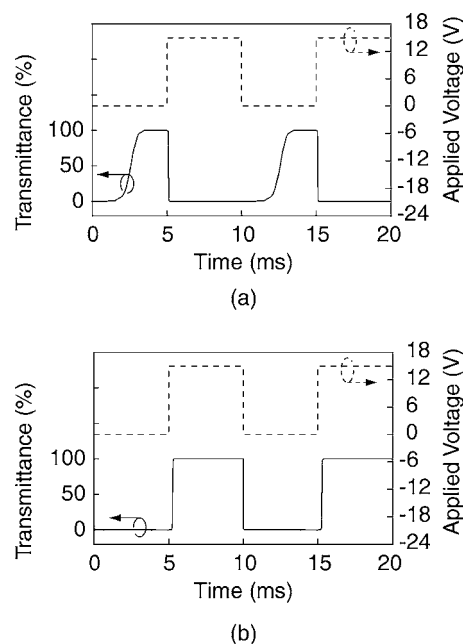 Transmittance (%)
100
50
0
18
12
6
0
-6
-12
-18
-24
Applied Voltage (V)
0 5 10 15 20
Time (ms)
(a)
Transmittance (%)
100
50
0
18
12
6
0
-6
-12
-18
-24
Applied Voltage (V)
0 5 10 15 20
Time (ms)
(b)